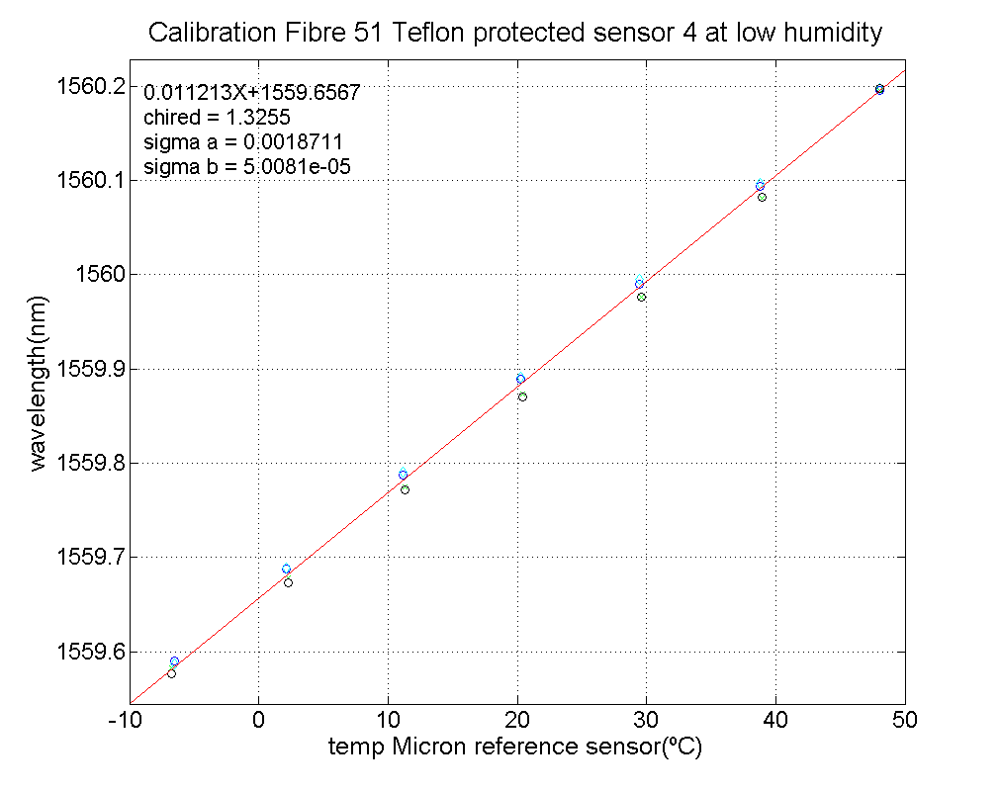 Calibration Fibre 51 Teflon protected sensor 4 at low humidity
0.011213X+1559.6567
chired = 1.3255
sigma a = 0.0018711
sigma b = 5.0081e-05
1560.2
1560.1
1560
1559.9
1559.8
1559.7
1559.6
wavelength(nm)
-10 0 10 20 30 40 50
temp Micron reference sensor(ºC)